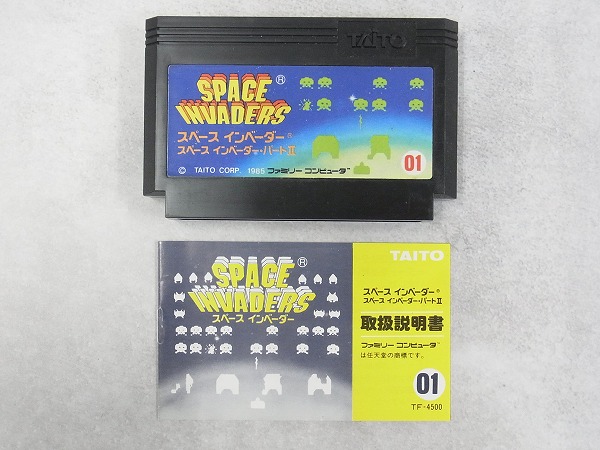 TAITO
SPACE
INVADERS®
スペース インベーダー®
スペース インベーダー・パートII
01
© TAITO CORP. 1985 ファミリー コンピュータ™
SPACE
INVADERS®
スペース インベーダー
TAITO
スペース インベーダー®
スペース インベーダー・パートII
取扱説明書
ファミリー コンピュータ™
は任天堂の商標です。
01
TF-4500